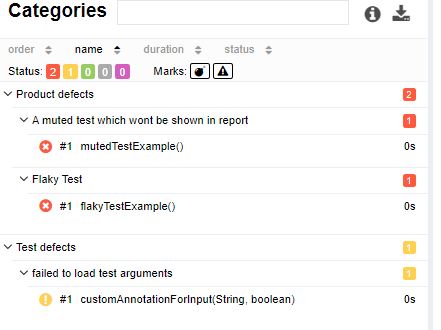 Categories
order name duration status
Status: 2 1 0 0 0 Marks:
Product defects 2
A muted test which wont be shown in report 1
#1 mutedTestExample() 0s
Flaky Test 1
#1 flakyTestExample() 0s
Test defects 1
failed to load test arguments 1
#1 customAnnotationForInput(String, boolean) 0s